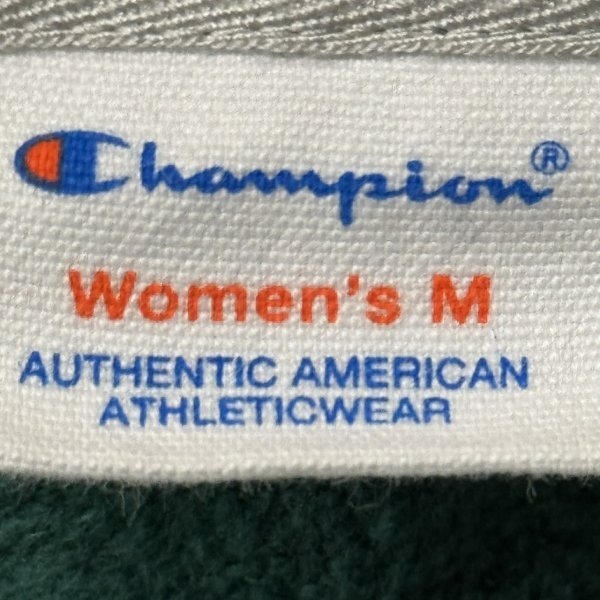 Champion®
Women's M
AUTHENTIC AMERICAN
ATHLETICWEAR